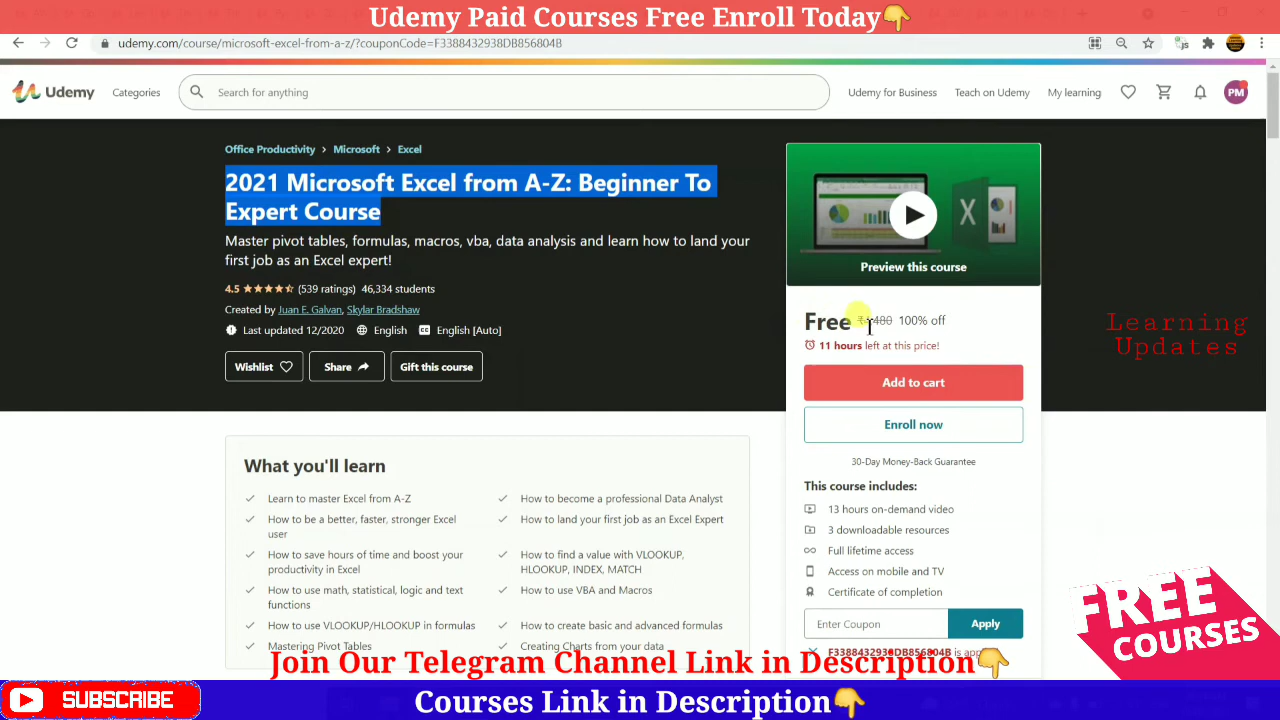 Udemy Paid Courses Free Enroll Today👇
udemy.com/course/microsoft-excel-from-a-z/?couponCode=F3388432938DB856804B
Udemy
Categories
Search for anything
Udemy for Business
Teach on Udemy
My learning
PM
Office Productivity > Microsoft > Excel
2021 Microsoft Excel from A-Z: Beginner To
Expert Course
Master pivot tables, formulas, macros, vba, data analysis and learn how to land your
first job as an Excel expert!
4.5 (539 ratings) 46,334 students
Created by Juan E. Galvan, Skylar Bradshaw
Last updated 12/2020 English English [Auto]
Wishlist
Share
Gift this course
Preview this course
Free 100% off
11 hours left at this price!
Add to cart
Enroll now
30-Day Money-Back Guarantee
This course includes:
13 hours on-demand video
3 downloadable resources
Full lifetime access
Access on mobile and TV
Certificate of completion
Enter Coupon
Apply
F3388432938DB856804B is
Learning
Updates
What you'll learn
Learn to master Excel from A-Z
How to be a better, faster, stronger Excel
user
How to save hours of time and boost your
productivity in Excel
How to use math, statistical, logic and text
functions
How to use VLOOKUP/HLOOKUP in formulas
Mastering Pivot Tables
How to become a professional Data Analyst
How to land your first job as an Excel Expert
How to find a value with VLOOKUP,
HLOOKUP, INDEX, MATCH
How to use VBA and Macros
How to create basic and advanced formulas
Creating Charts from your data
FREE
COURSES
Join Our Telegram Channel Link in Description👇
SUBSCRIBE
Courses Link in Description👇